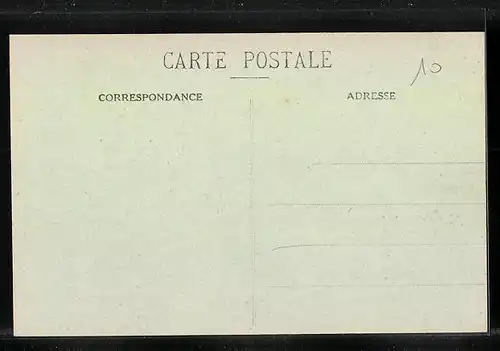 CARTE POSTALE
10
CORRESPONDANCE
ADRESSE